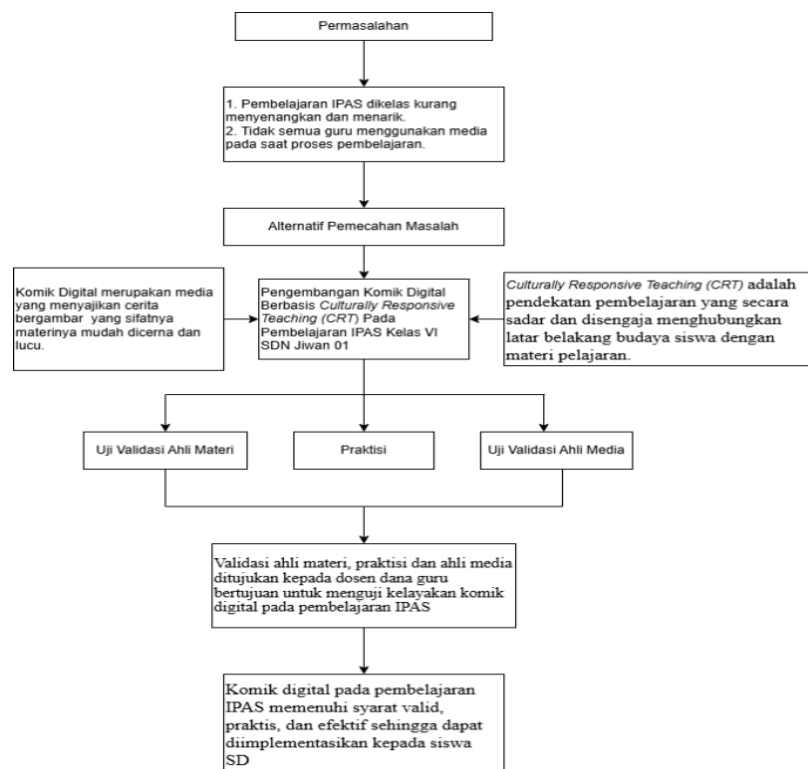 Permasalahan
1. Pembelajaran IPAS dikelas kurang
menyenangkan dan menarik.
2. Tidak semua guru menggunakan media
pada saat proses pembelajaran.
Alternatif Pemecahan Masalah
Komik Digital merupakan media
yang menyajikan cerita
bergambar yang sifatnya
materinya mudah dicerna dan
lucu.
Pengembangan Komik Digital
Berbasis Culturally Responsive
Teaching (CRT) Pada
Pembelajaran IPAS Kelas VI
SDN Jiwan 01
Culturally Responsive Teaching (CRT) adalah
pendekatan pembelajaran yang secara
sadar dan disengaja menghubungkan
latar belakang budaya siswa dengan
materi pelajaran.
Uji Validasi Ahli Materi
Praktisi
Uji Validasi Ahli Media
Validasi ahli materi, praktisi dan ahli media
ditujukan kepada dosen dana guru
bertujuan untuk menguji kelayakan komik
digital pada pembelajaran IPAS
Komik digital pada pembelajaran
IPAS memenuhi syarat valid,
praktis, dan efektif sehingga dapat
diimplementasikan kepada siswa
SD